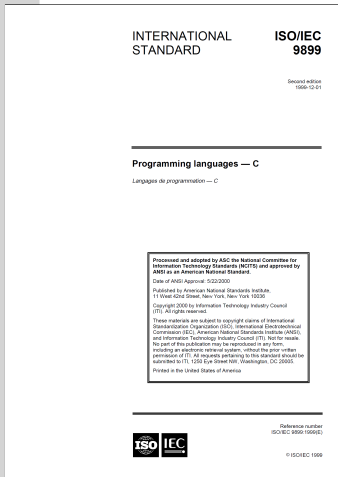 INTERNATIONAL
STANDARD
ISO/IEC
9899
Second edition
1999-12-01
Programming languages — C
Langages de programmation — C
Processed and adopted by ASC the National Committee for
Information Technology Standards (NCITS) and approved by
ANSI as an American National Standard.
Date of ANSI Approval: 5/22/2000
Published by American National Standards Institute,
11 West 42nd Street, New York, New York 10036
Copyright 2000 by Information Technology Industry Council
(ITI). All rights reserved.
These materials are subject to copyright claims of International
Standardization Organization (ISO), International Electrotechnical
Commission (IEC), American National Standards Institute (ANSI),
and Information Technology Industry Council (ITI). Not for resale.
No part of this publication may be reproduced in any form,
including an electronic retrieval system, without the prior written
permission of ITI. All requests pertaining to this standard should be
submitted to ITI, 1250 Eye Street NW, Washington, DC 20005.
Printed in the United States of America
Reference number
ISO/IEC 9899:1999(E)
ISO IEC
© ISO/IEC 1999